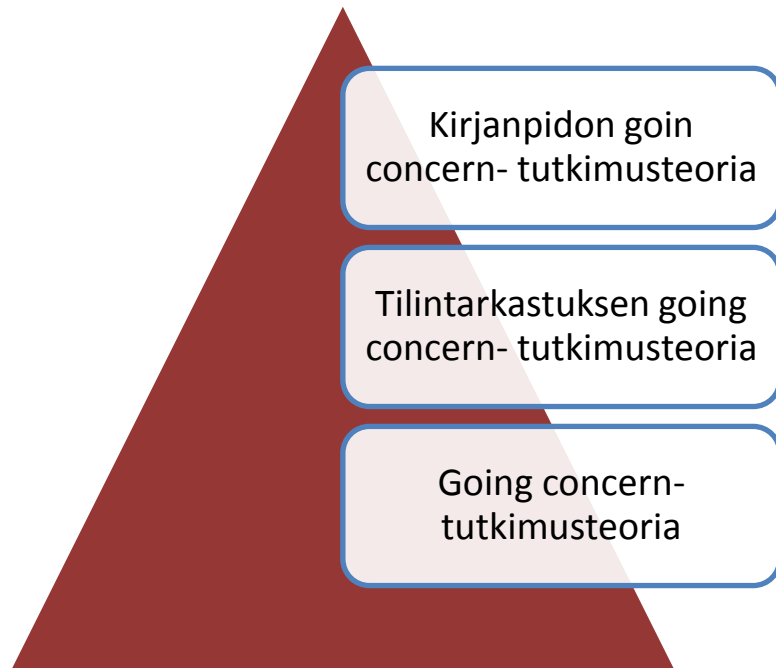 Kirjanpidon goin
concern- tutkimusteoria
Tilintarkastuksen going
concern- tutkimusteoria
Going concern-
tutkimusteoria